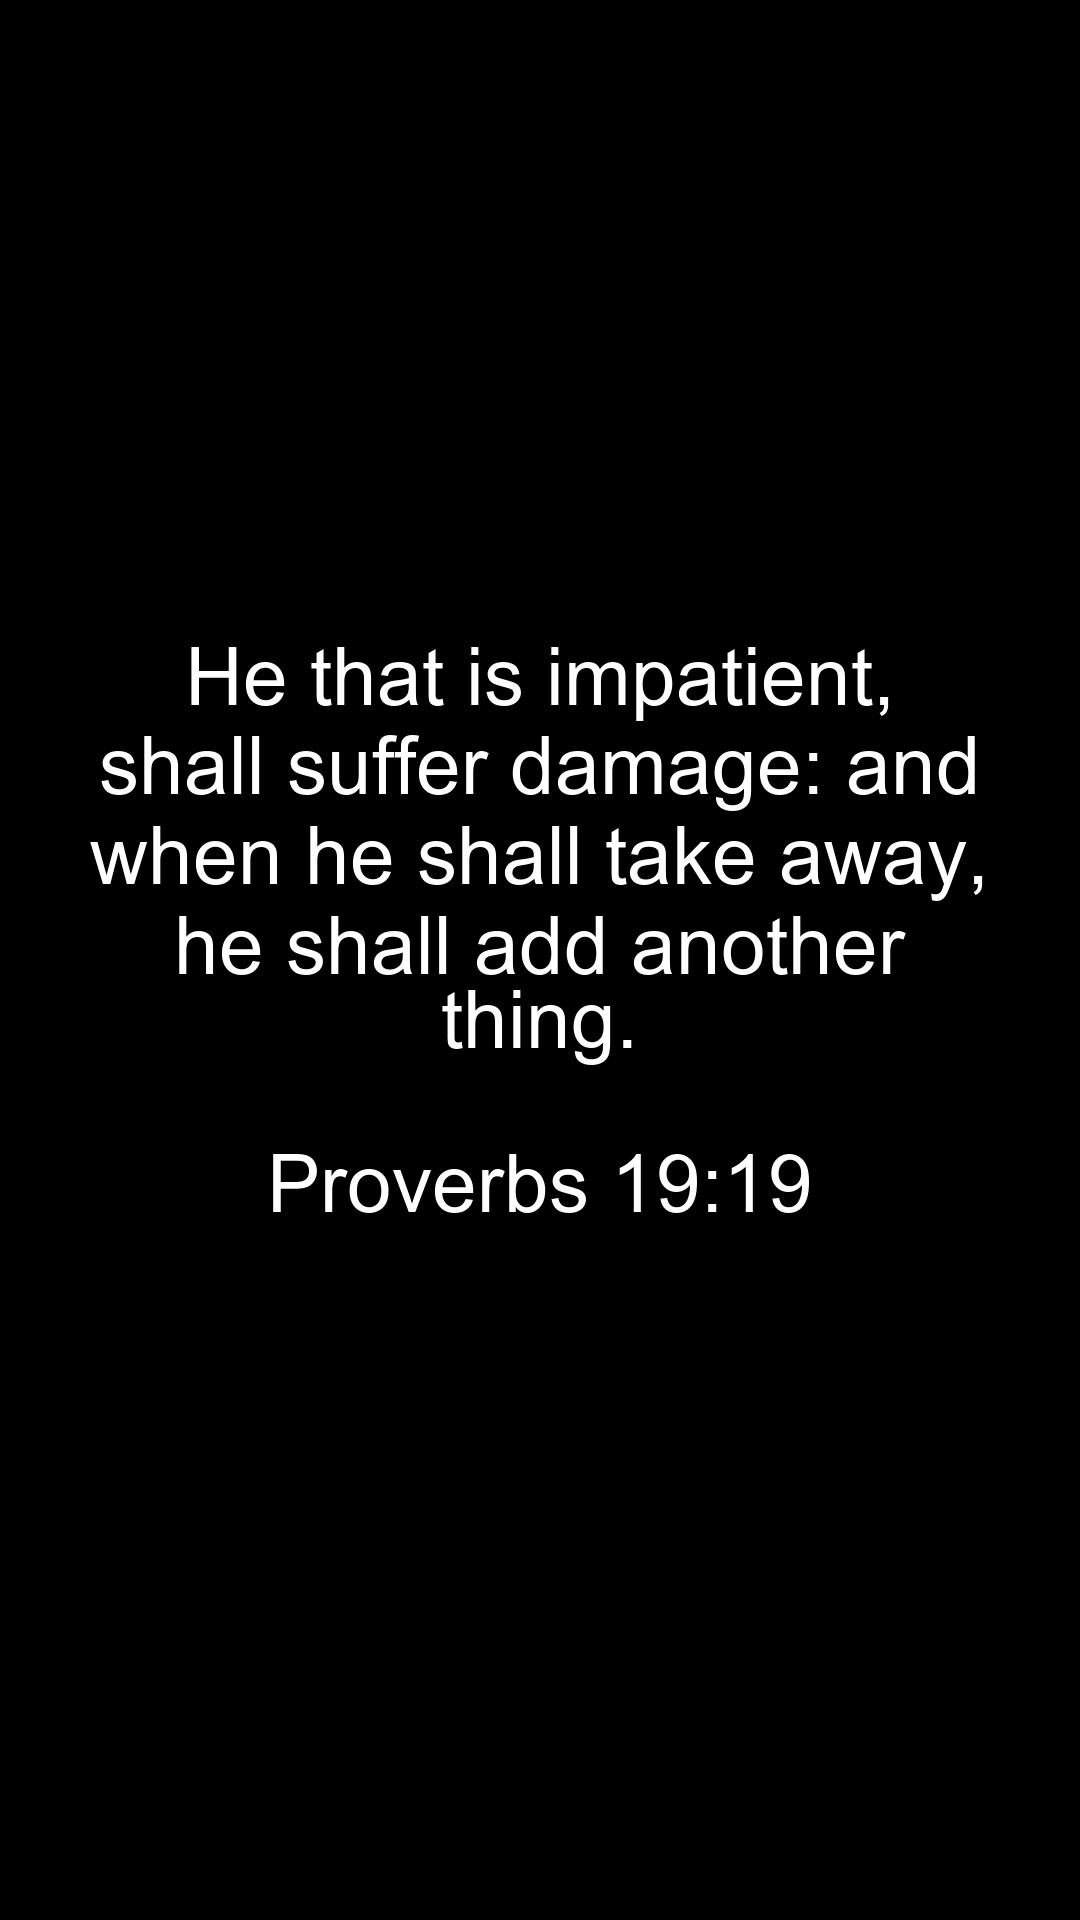 He that is impatient,
shall suffer damage: and
when he shall take away,
he shall add another
thing.
Proverbs 19:19